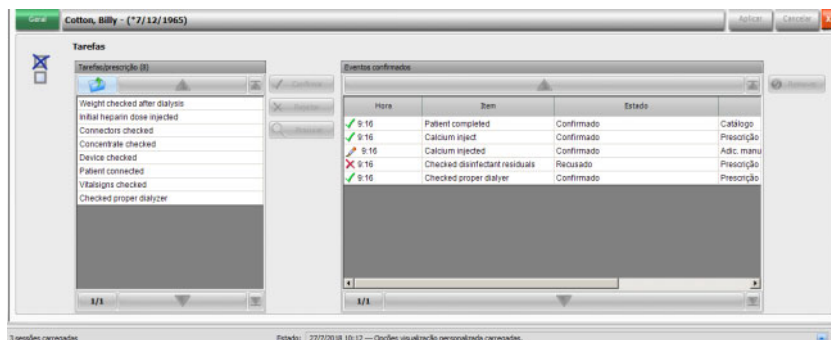 Geral Cotton, Billy - (*7/12/1965) Aplicar Cancelar X
Tarefas
Tarefas/prescrição (8)
Confirmar
Weight checked after dialysis
Initial heparin dose injected
Connectors checked
Concentrate checked
Device checked
Patient connected
Vitalsigns checked
Checked proper dialyzer
1/1
Eventos confirmados
Hora Item Estado
9:16 Patient completed Confirmado Catálogo
9:16 Calcium inject Confirmado Prescrição
9:16 Calcium injected Confirmado Adic. manu
9:16 Checked disinfectant residuals Recusado Prescrição
9:16 Checked proper dialyer Confirmado Prescrição
1/1
3 sessões carregadas Estado: 27/7/2018 10:12 — Opções visualização personalizada carregadas.